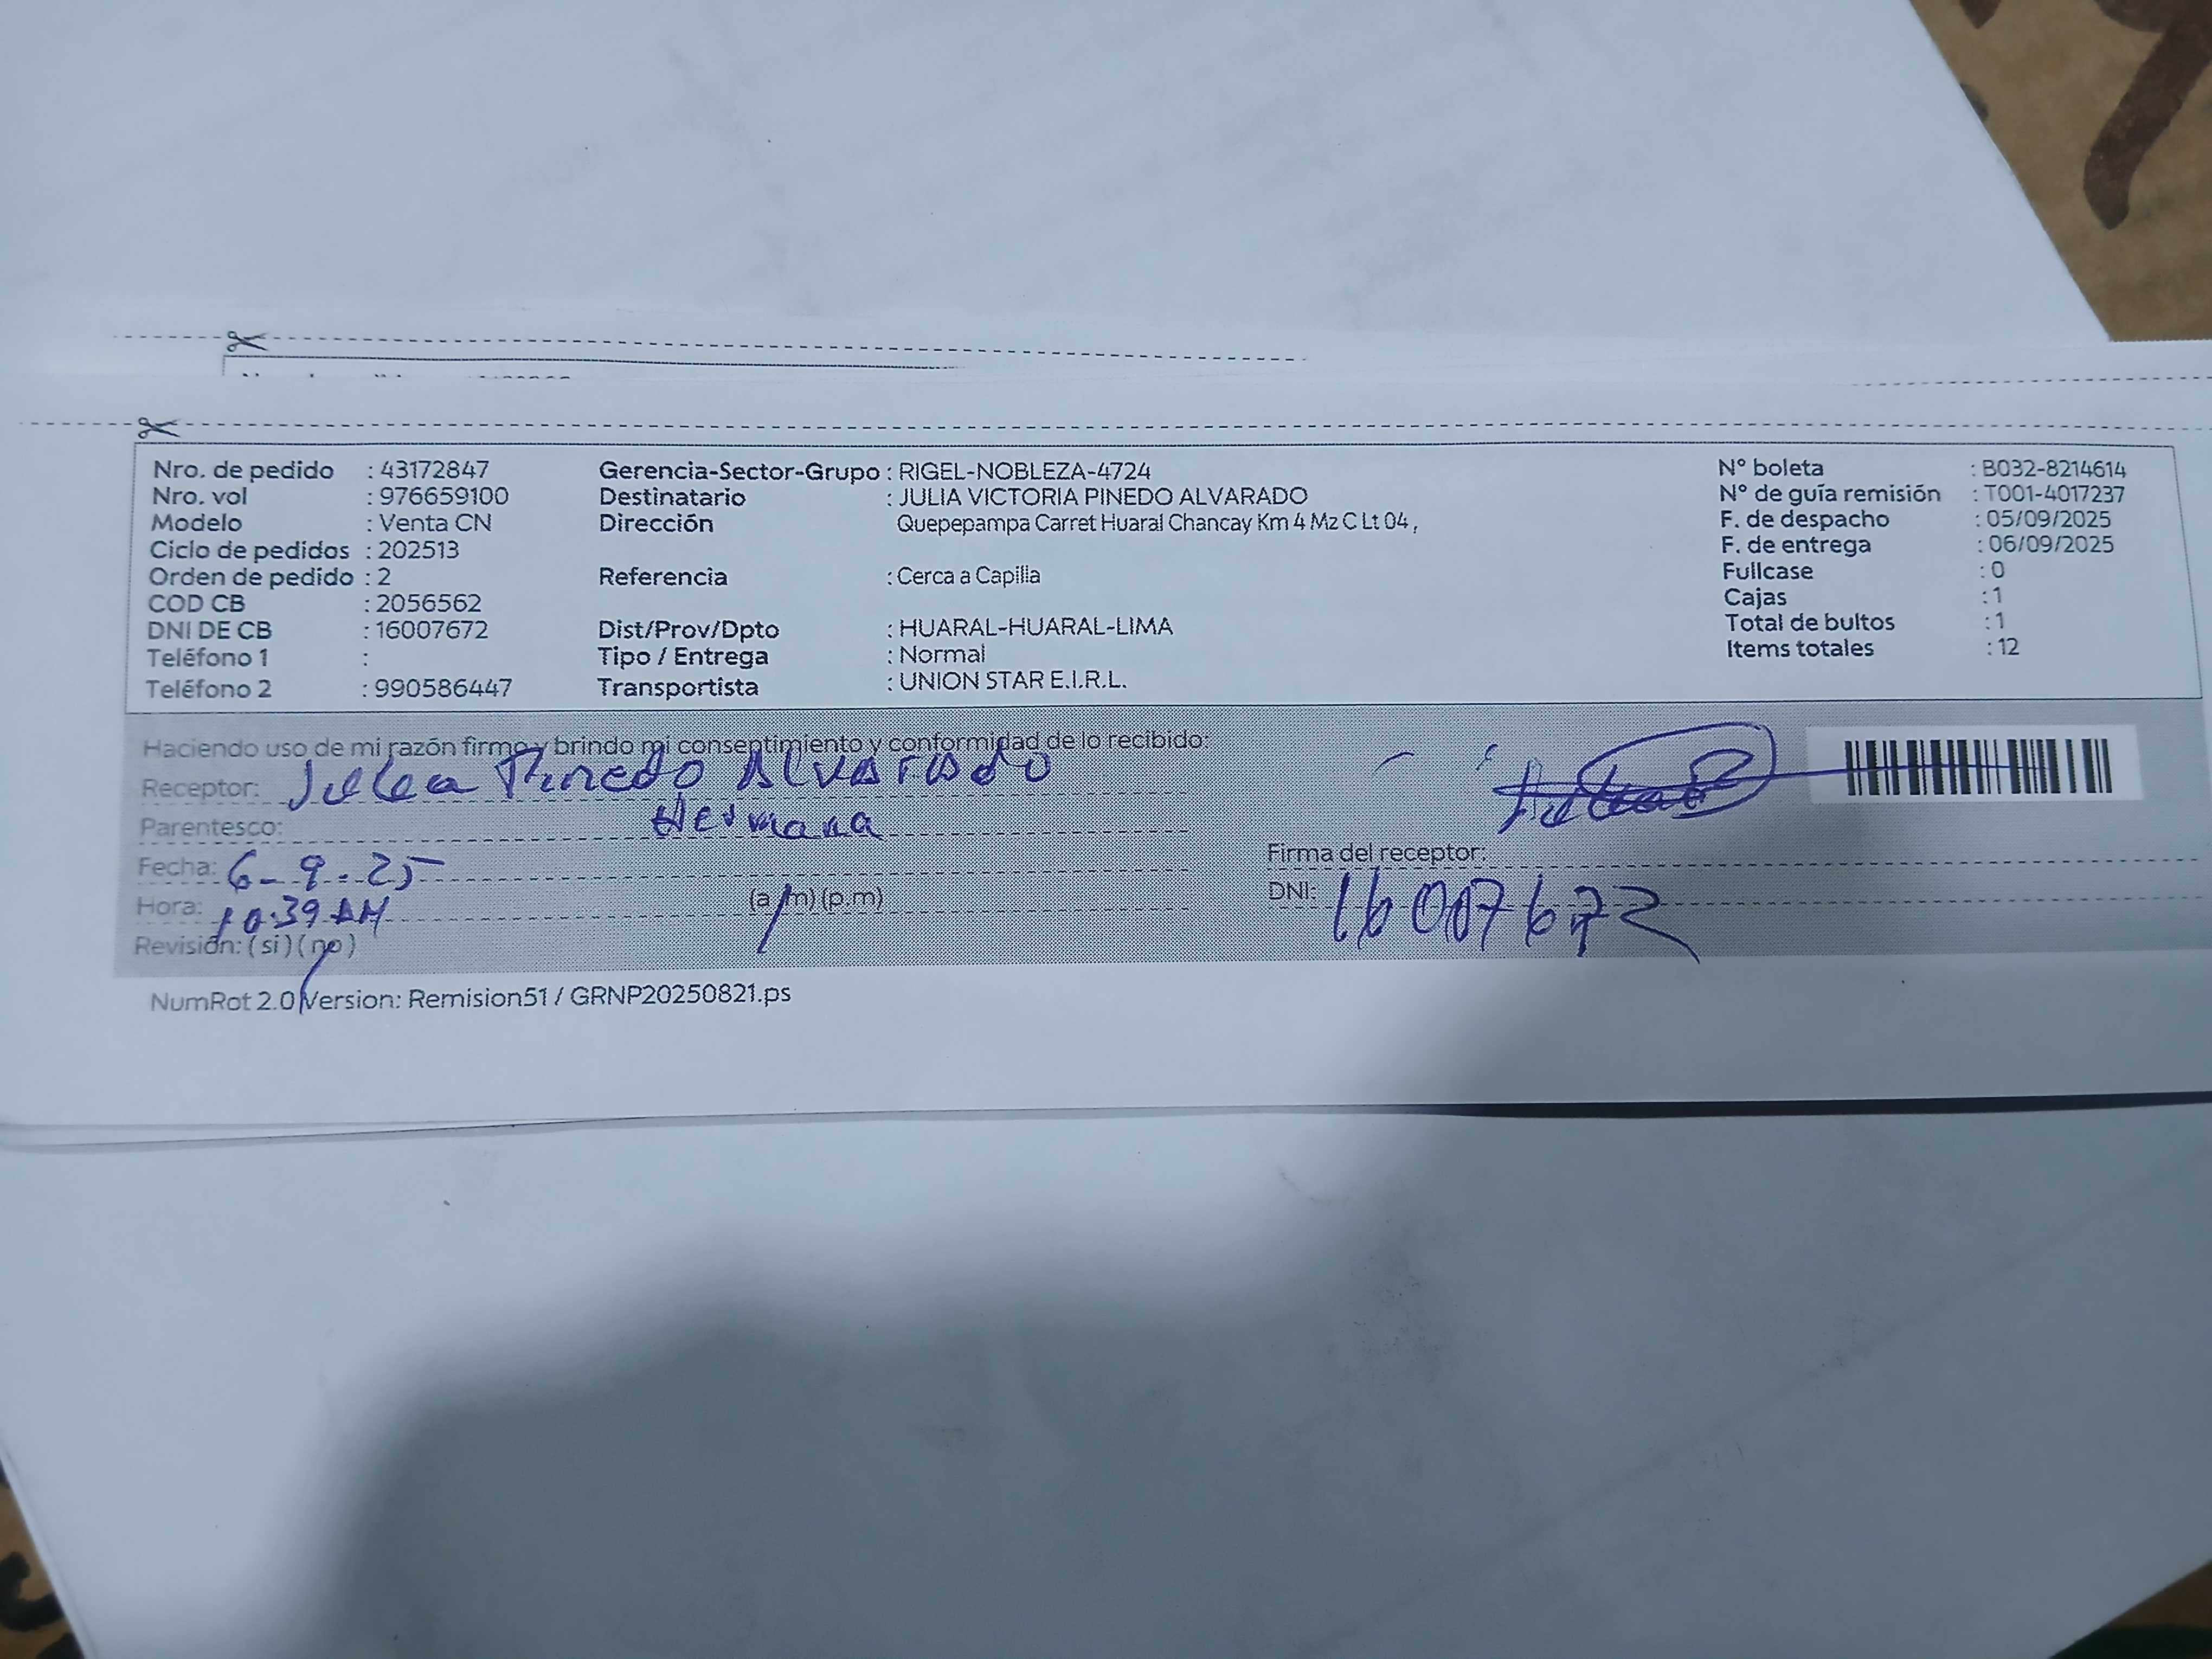 Nro. de pedido : 43172847
Nro. vol : 976659100
Modelo : Venta CN
Ciclo de pedidos : 202513
Orden de pedido : 2
COD CB : 2056562
DNI DE CB : 16007672
Teléfono 1 :
Teléfono 2 : 990586447
Gerencia-Sector-Grupo : RIGEL-NOBLEZA-4724
Destinatario : JULIA VICTORIA PINEDO ALVARADO
Dirección Quepepampa Carret Huaral Chancay Km 4 Mz C Lt 04,
Referencia : Cerca a Capilla
Dist/Prov/Dpto : HUARAL-HUARAL-LIMA
Tipo / Entrega : Normal
Transportista : UNION STAR E.I.R.L.
N° boleta : B032-8214614
N° de guía remisión : T001-4017237
F. de despacho : 05/09/2025
F. de entrega : 06/09/2025
Fullcase : 0
Cajas : 1
Total de bultos : 1
Items totales : 12
Haciendo uso de mi razón firmo y brindo mi consentimiento y conformidad de lo recibido:
Receptor: Julia Pinedo Alvarado
Parentesco: Hermana
Fecha: 6-9-25
Hora: 10:39 AM (a.m) (p.m)
Revisión: (si) (no)
Firma del receptor:
DNI: 16007672
NumRot 2.0 Version: Remision51 / GRNP20250821.ps